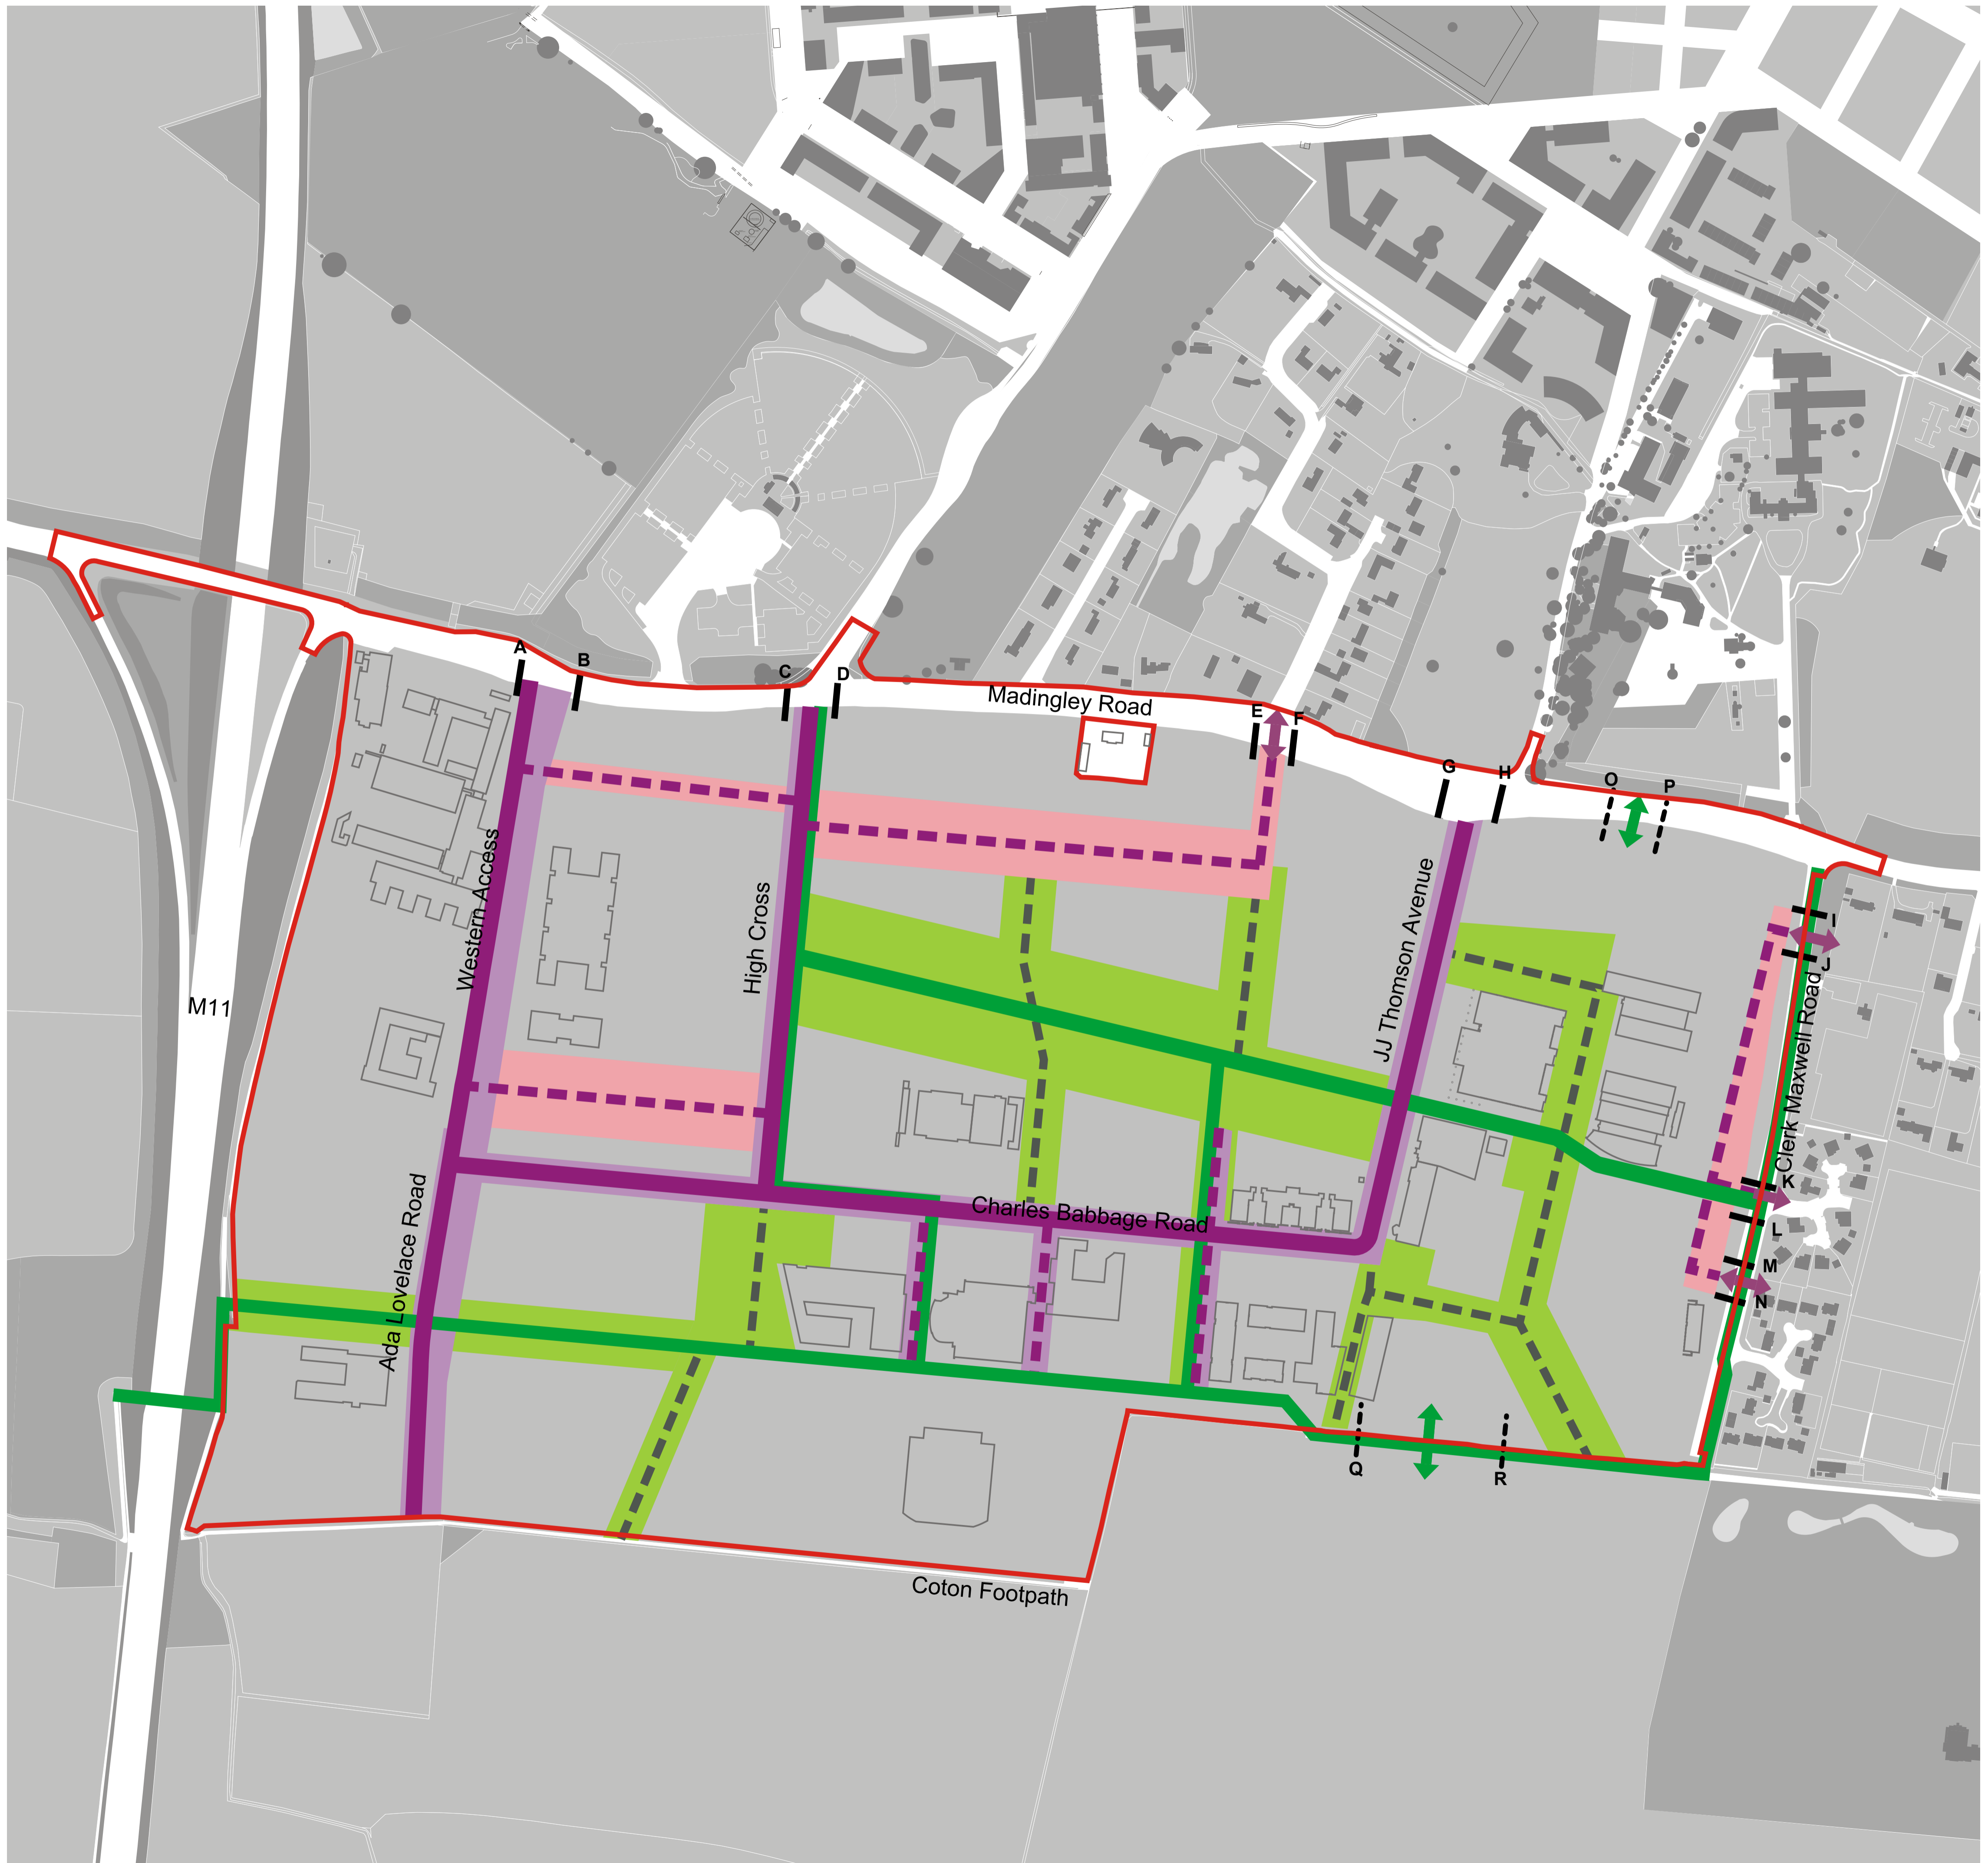 A
B
C
D
Madingley Road
E
F
G
H
O
P
Western Access
High Cross
JJ Thomson Avenue
I
J
M11
Clerk Maxwell Road
K
L
Charles Babbage Road
Ada Lovelace Road
M
N
Q
R
Coton Footpath